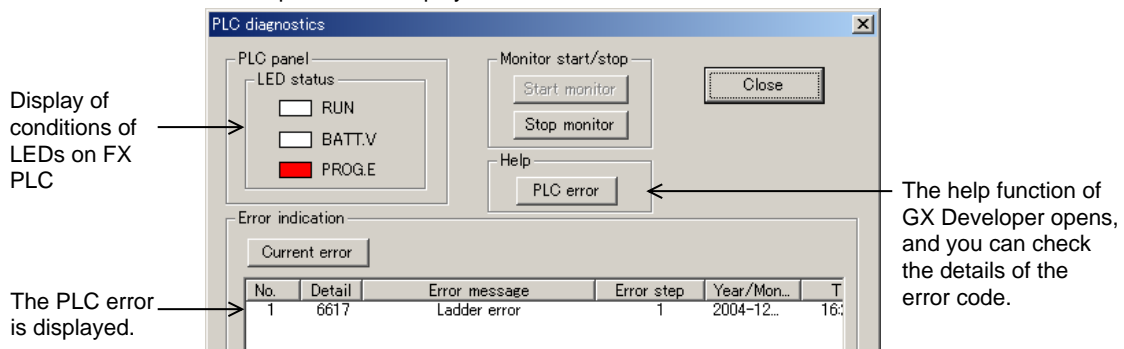 PLC diagnostics
PLC panel
LED status
RUN
BATT.V
PROG.E
Monitor start/stop
Start monitor
Stop monitor
Close
Help
PLC error
Display of
conditions of
LEDs on FX
PLC
The help function of
GX Developer opens,
and you can check
the details of the
error code.
Error indication
Current error
No. Detail Error message Error step Year/Mon... T
1 6617 Ladder error 1 2004-12... 16:
The PLC error
is displayed.